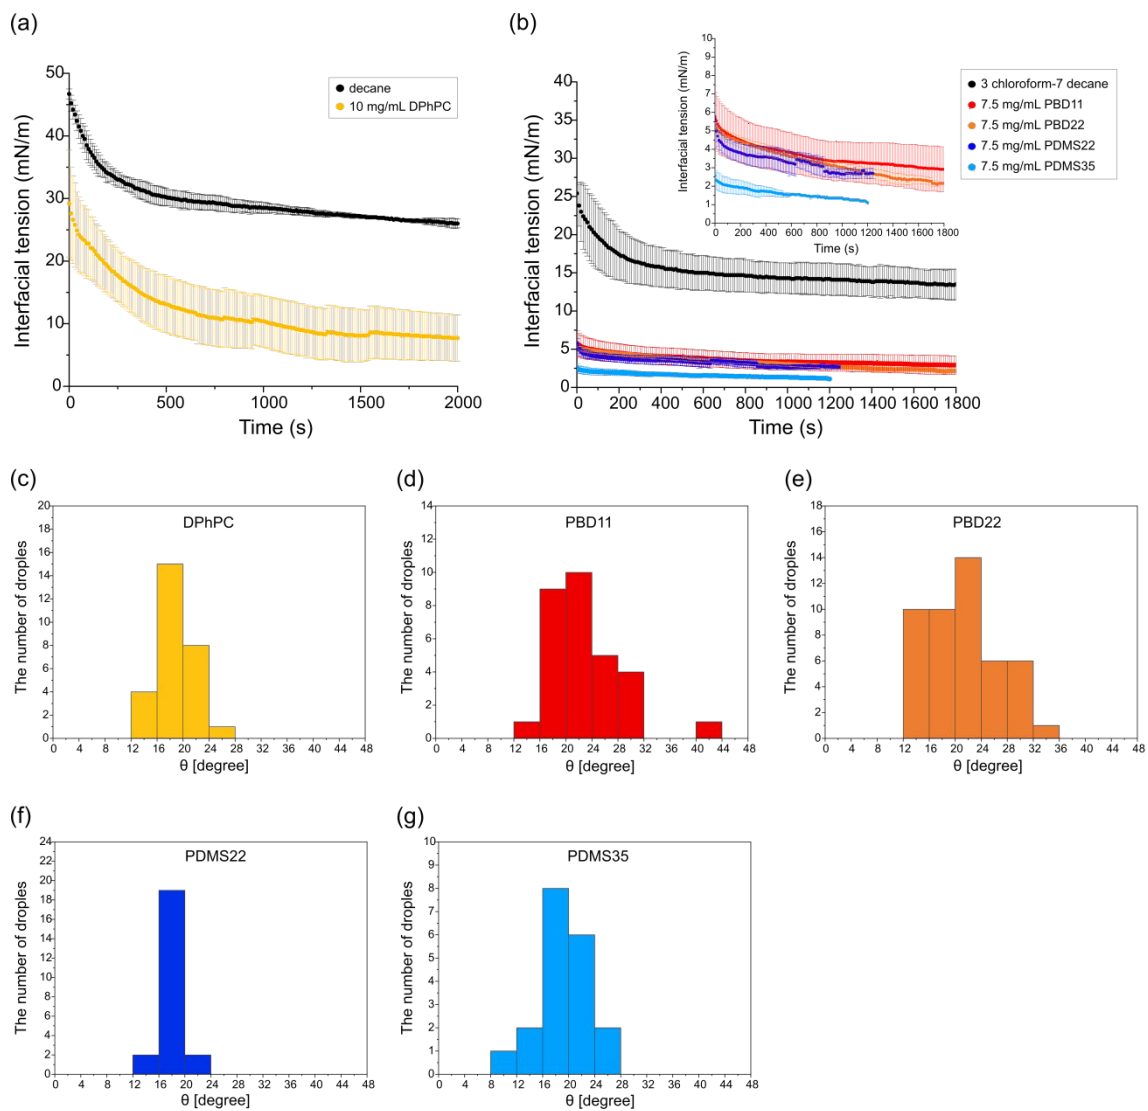 (a)
Interfacial tension (mN/m)
50
40
30
20
10
0
0 500 1000 1500 2000
Time (s)
decane
10 mg/mL DPhPC
(b)
Interfacial tension (mN/m)
40
35
30
25
20
15
10
5
0
0 200 400 600 800 1000 1200 1400 1600 1800
Time (s)
Interfacial tension (mN/m)
10
9
8
7
6
5
4
3
2
1
0
0 200 400 600 800 1000 1200 1400 1600 1800
Time (s)
3 chloroform-7 decane
7.5 mg/mL PBD11
7.5 mg/mL PBD22
7.5 mg/mL PDMS22
7.5 mg/mL PDMS35
(c)
DPhPC
The number of droples
20
18
16
14
12
10
8
6
4
2
0
0 4 8 12 16 20 24 28 32 36 40 44 48
θ [degree]
(d)
PBD11
The number of droples
14
12
10
8
6
4
2
0
0 4 8 12 16 20 24 28 32 36 40 44 48
θ [degree]
(e)
PBD22
The number of droples
18
16
14
12
10
8
6
4
2
0
0 4 8 12 16 20 24 28 32 36 40 44 48
θ [degree]
(f)
PDMS22
The number of droples
24
22
20
18
16
14
12
10
8
6
4
2
0
0 4 8 12 16 20 24 28 32 36 40 44 48
θ [degree]
(g)
PDMS35
The number of droples
10
9
8
7
6
5
4
3
2
1
0
0 4 8 12 16 20 24 28 32 36 40 44 48
θ [degree]